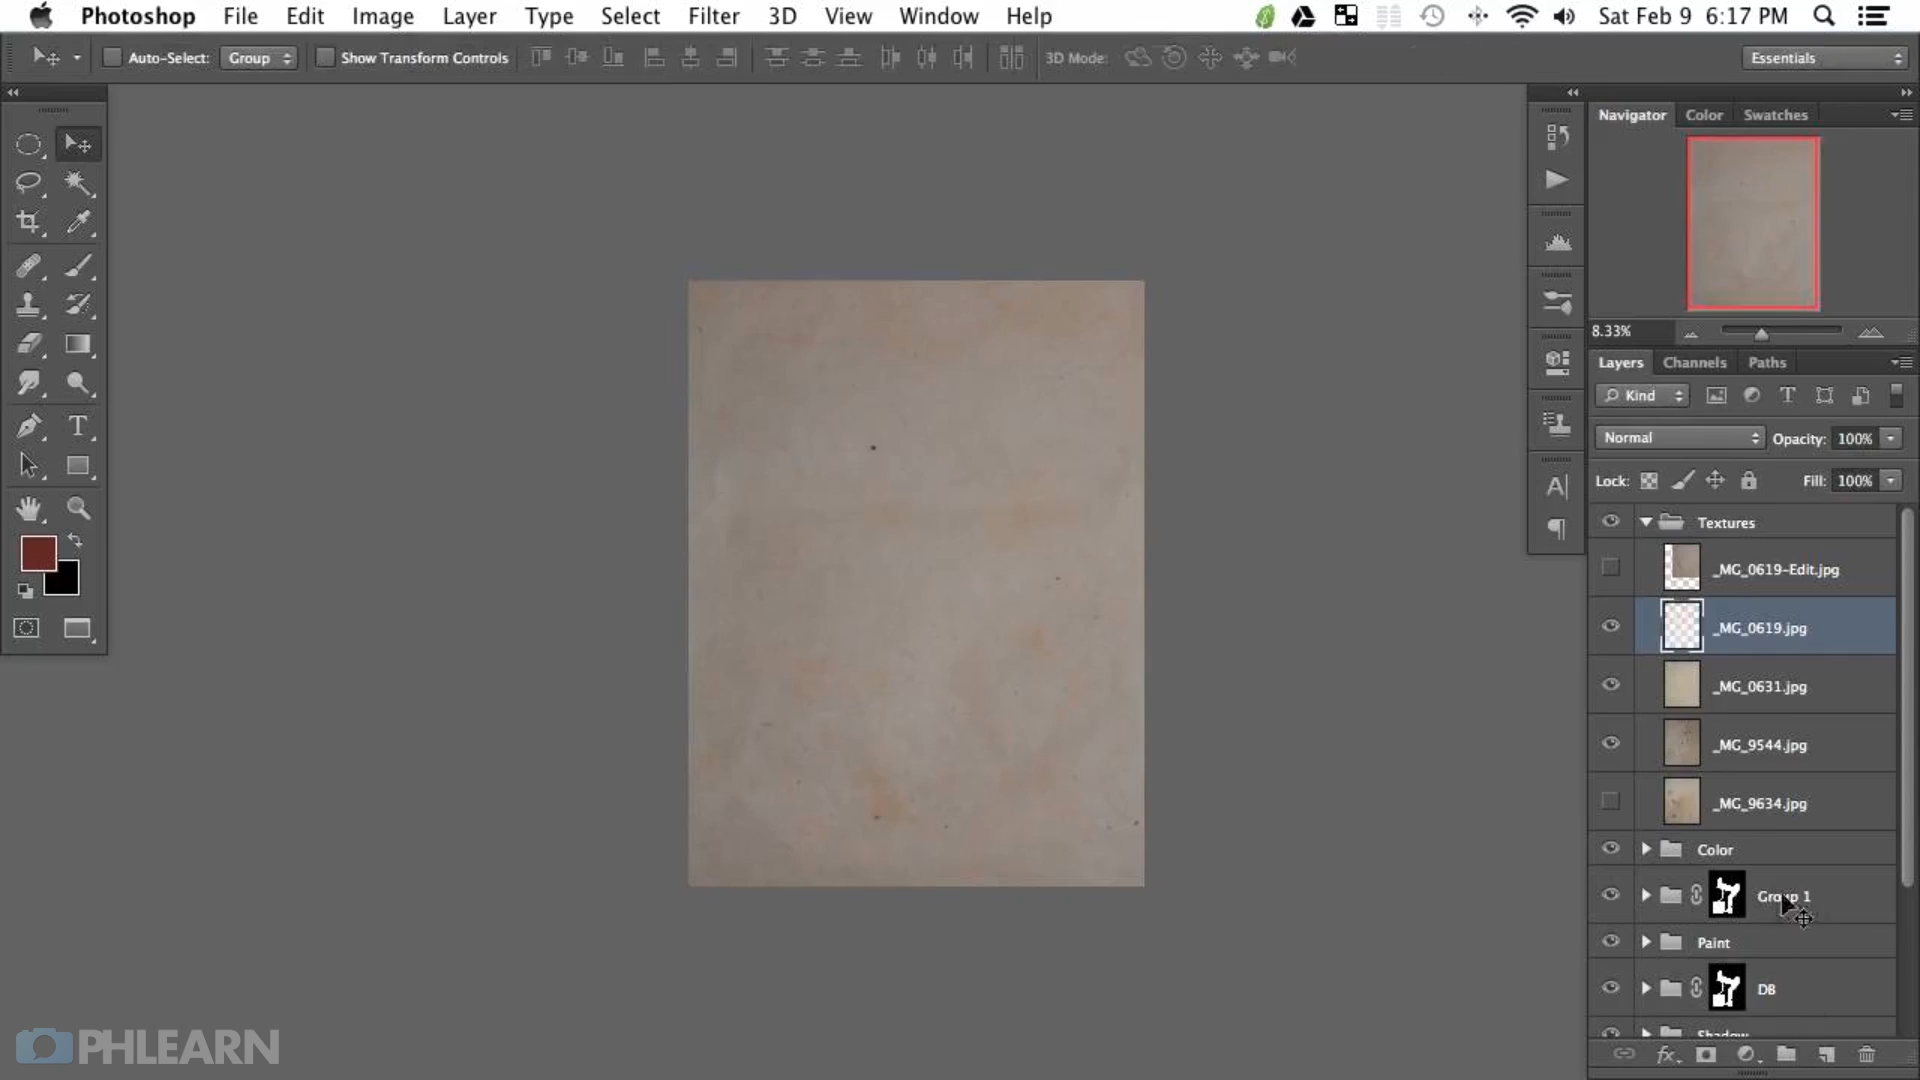 Photoshop File Edit Image Layer Type Select Filter 3D View Window Help Sat Feb 9 6:17 PM
Auto-Select: Group Show Transform Controls 3D Mode: Essentials
Navigator Color Swatches
8.33%
Layers Channels Paths
Kind
Normal Opacity: 100%
Lock: Fill: 100%
Textures
_MG_0619-Edit.jpg
_MG_0619.jpg
_MG_0631.jpg
_MG_9544.jpg
_MG_9634.jpg
Color
Group 1
Paint
DB
Shadow
PHLEARN